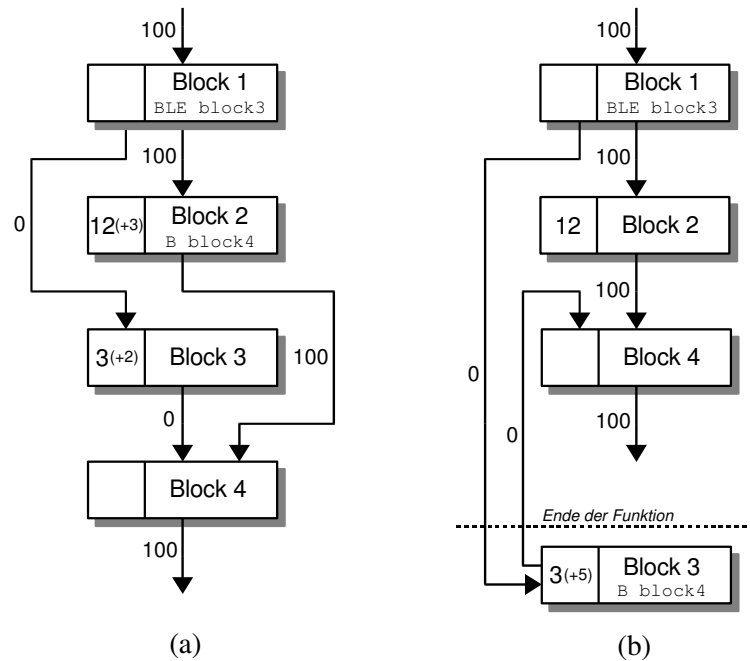 100
Block 1
BLE block3
100
0
12(+3)
Block 2
B block4
3(+2)
Block 3
100
0
Block 4
100
(a)
100
Block 1
BLE block3
100
12
Block 2
100
Block 4
0
0
100
Ende der Funktion
3(+5)
Block 3
B block4
(b)